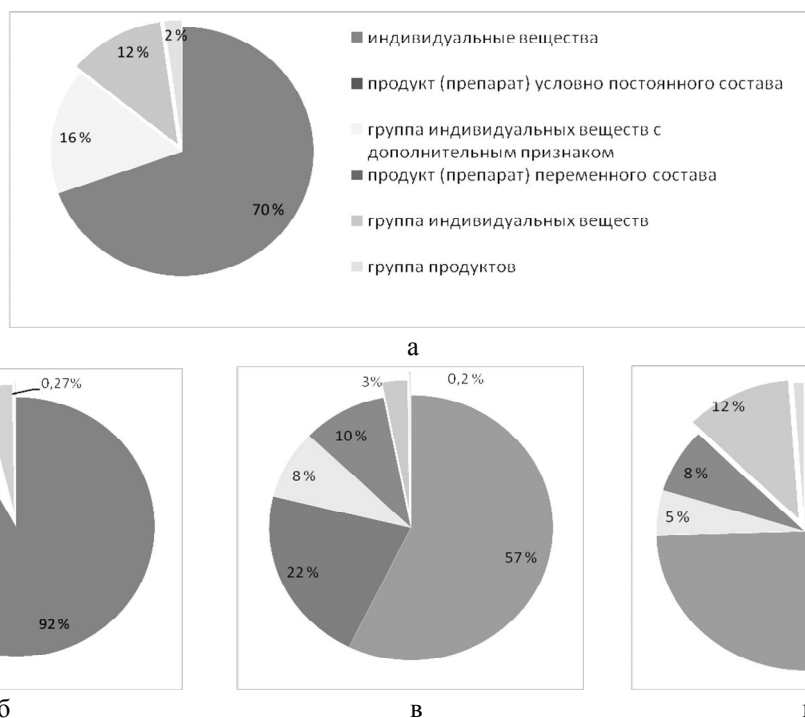 2 %
12 %
16 %
70 %
индивидуальные вещества
продукт (препарат) условно постоянного состава
группа индивидуальных веществ с
дополнительным признаком
продукт (препарат) переменного состава
группа индивидуальных веществ
группа продуктов
а
0,27%
92 %
б
3%
0,2 %
10 %
8 %
22 %
57 %
в
12 %
8 %
5 %